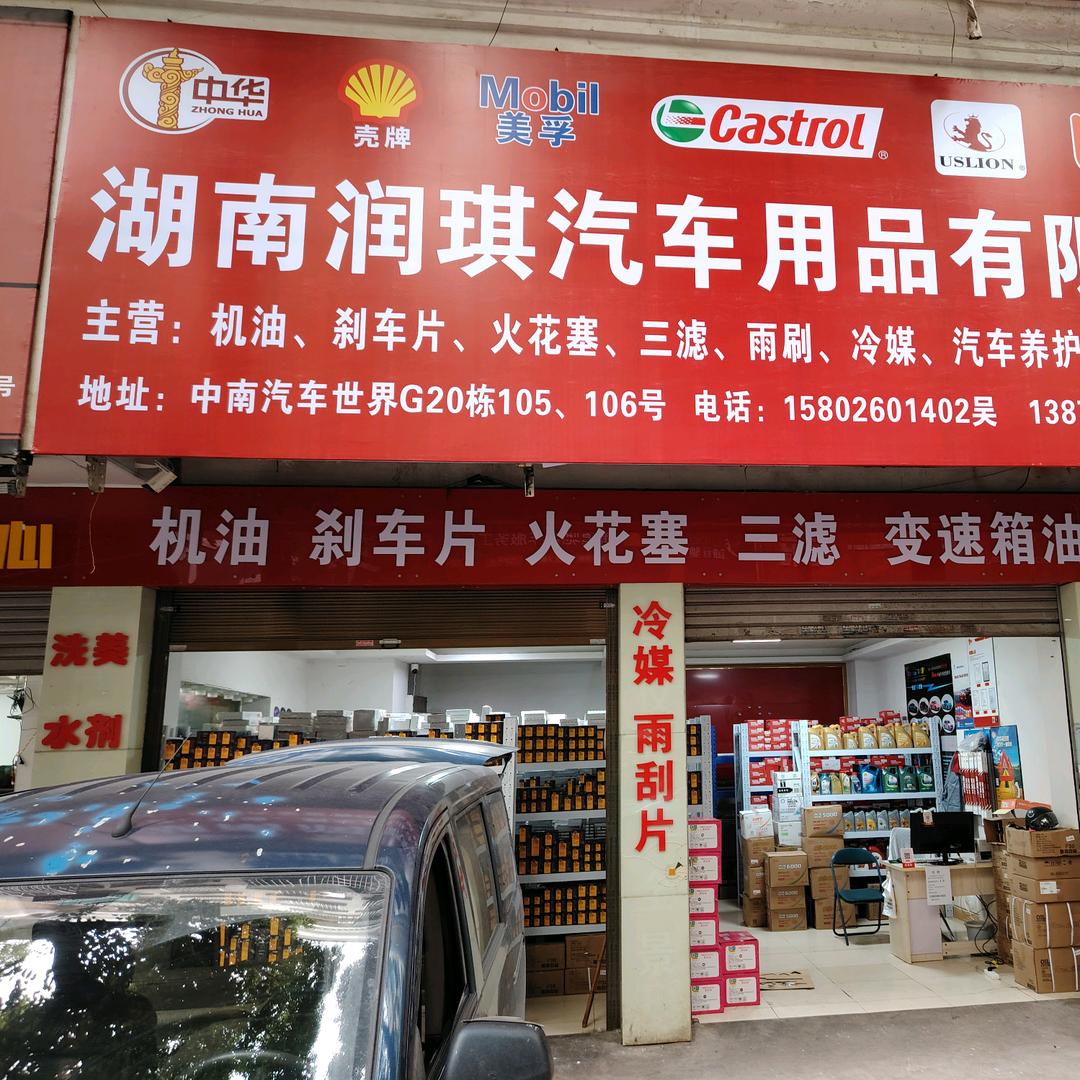 中华
ZHONG HUA
壳牌
Mobil
美孚
Castrol
USLION
湖南润琪汽车用品有限
主营：机油、刹车片、火花塞、三滤、雨刷、冷媒、汽车养护
地址：中南汽车世界G20栋105、106号 电话：15802601402吴 1387
号
机油 刹车片 火花塞 三滤 变速箱油
洗美
水剂
冷媒 雨刮片